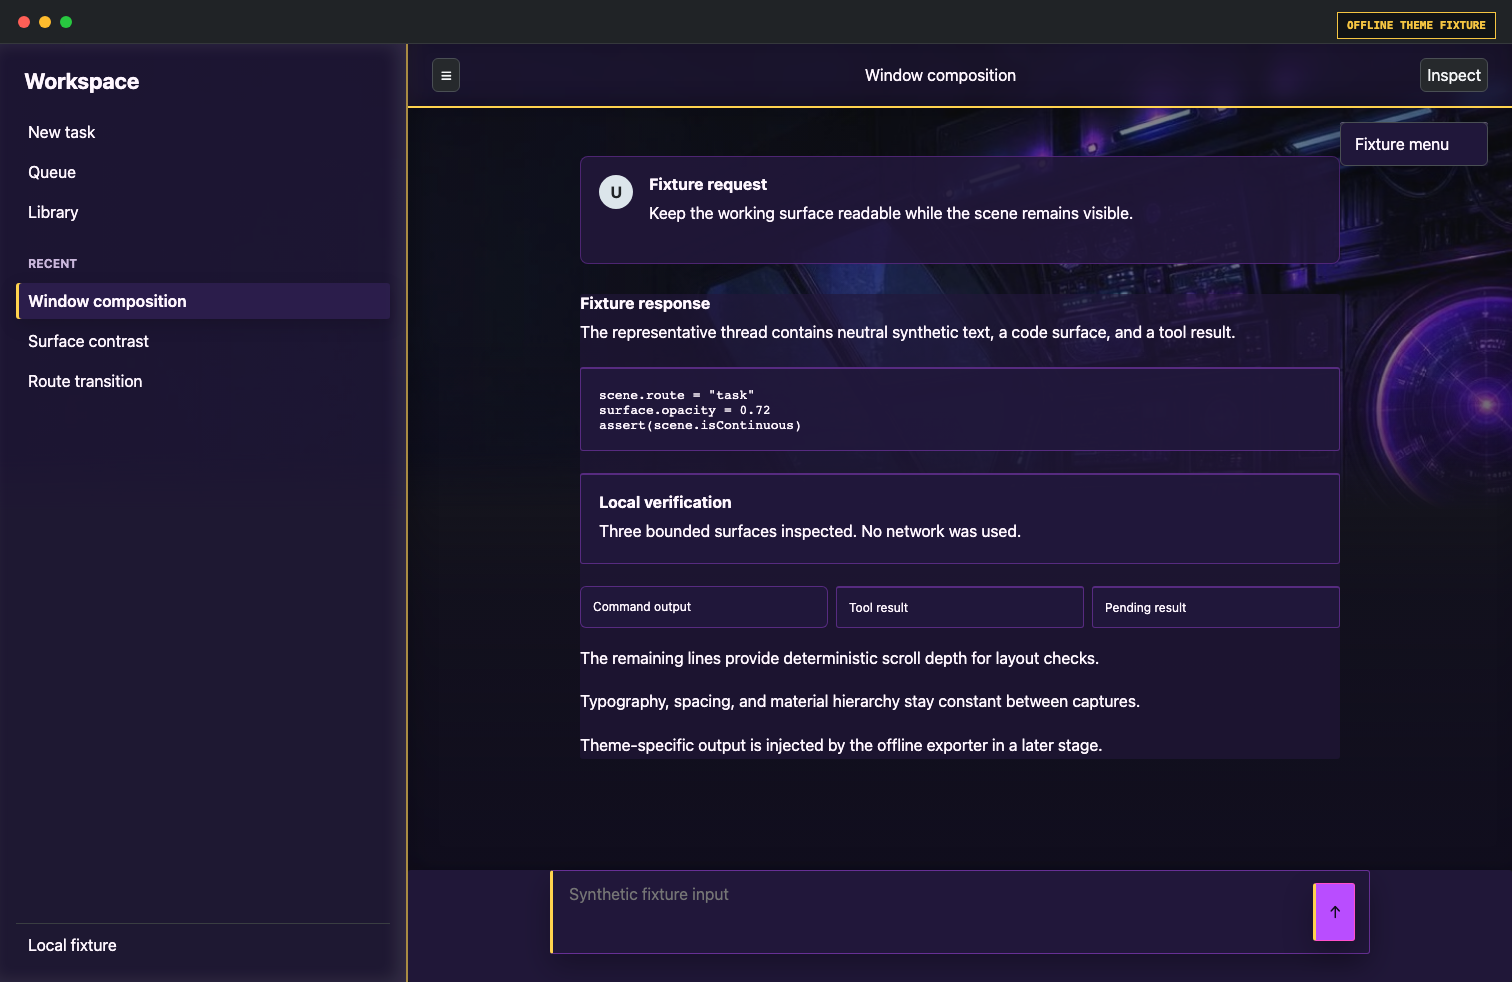 OFFLINE THEME FIXTURE
Workspace
New task
Queue
Library
RECENT
Window composition
Surface contrast
Route transition
Local fixture
Window composition
Inspect
Fixture menu
U
Fixture request
Keep the working surface readable while the scene remains visible.
Fixture response
The representative thread contains neutral synthetic text, a code surface, and a tool result.
scene.route = "task"
surface.opacity = 0.72
assert(scene.isContinuous)
Local verification
Three bounded surfaces inspected. No network was used.
Command output
Tool result
Pending result
The remaining lines provide deterministic scroll depth for layout checks.
Typography, spacing, and material hierarchy stay constant between captures.
Theme-specific output is injected by the offline exporter in a later stage.
Synthetic fixture input